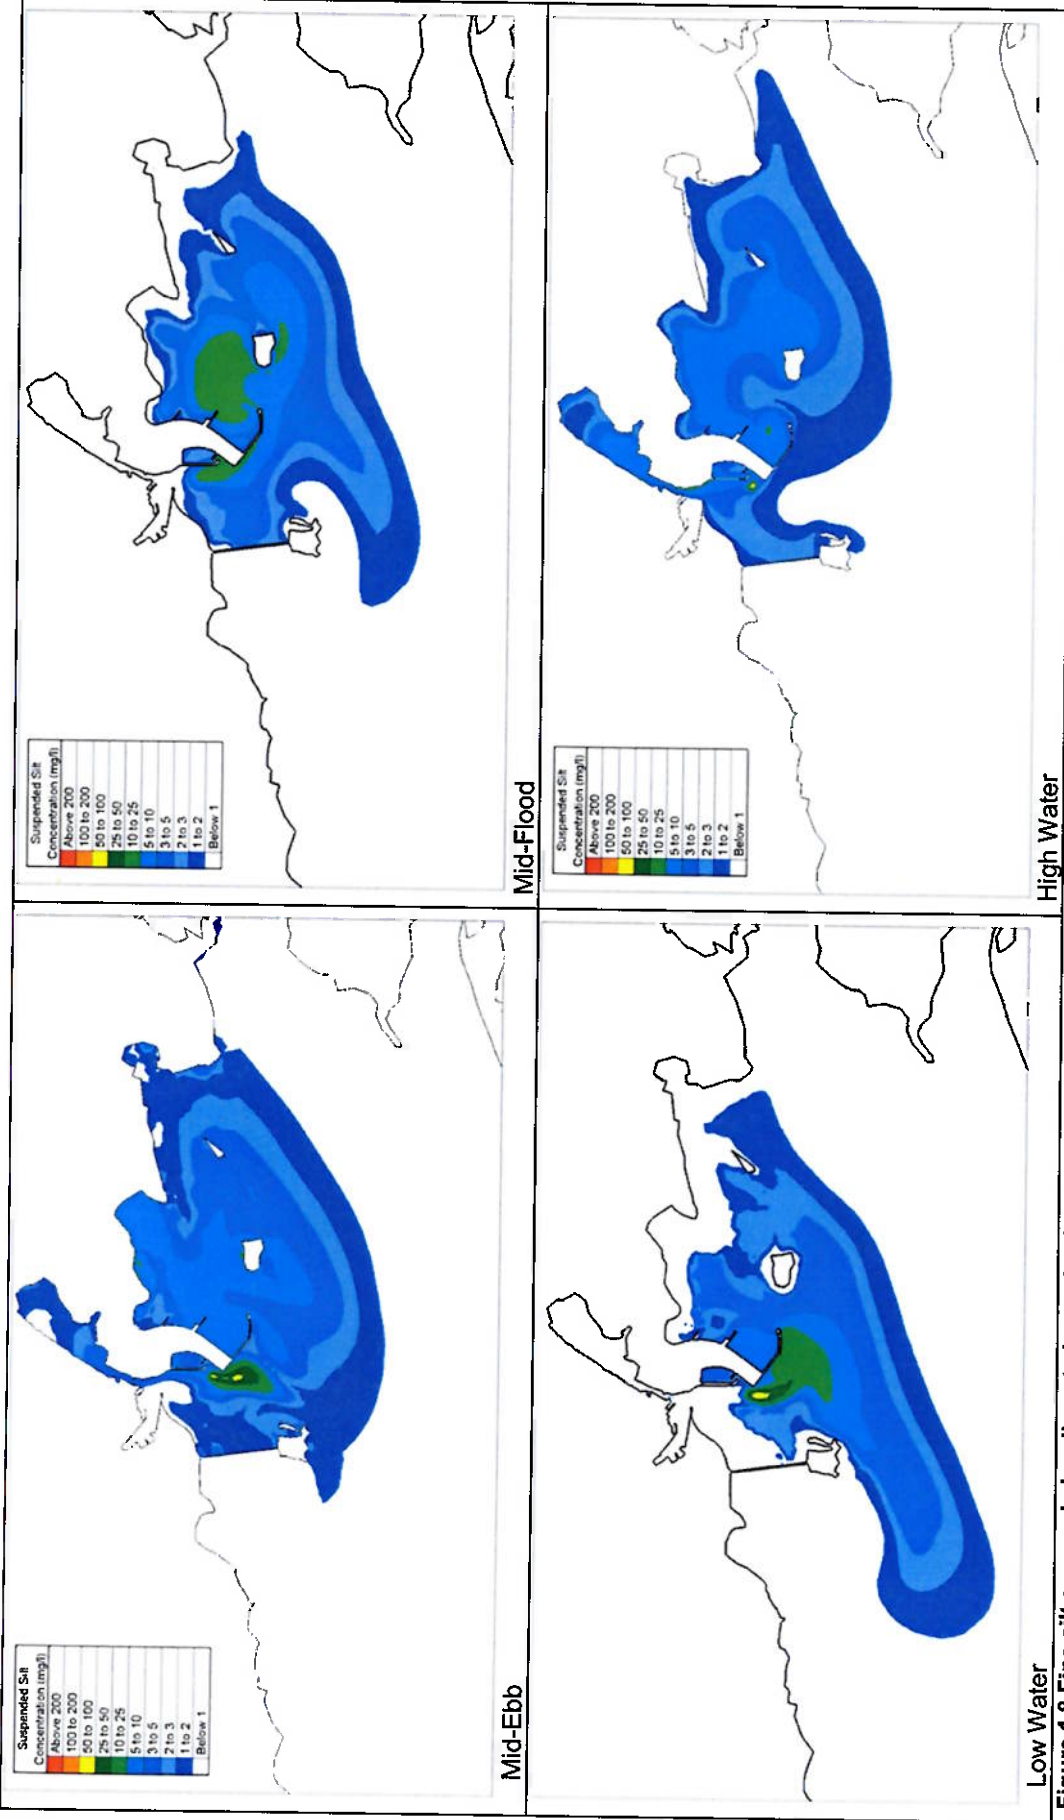 Suspended Silt
Concentration (mg/l)
Above 200
100 to 200
50 to 100
25 to 50
10 to 25
5 to 10
3 to 5
2 to 3
1 to 2
Below 1
Mid-Ebb
Suspended Silt
Concentration (mg/l)
Above 200
100 to 200
50 to 100
25 to 50
10 to 25
5 to 10
3 to 5
2 to 3
1 to 2
Below 1
Mid-Flood
Low Water
Suspended Silt
Concentration (mg/l)
Above 200
100 to 200
50 to 100
25 to 50
10 to 25
5 to 10
3 to 5
2 to 3
1 to 2
Below 1
High Water